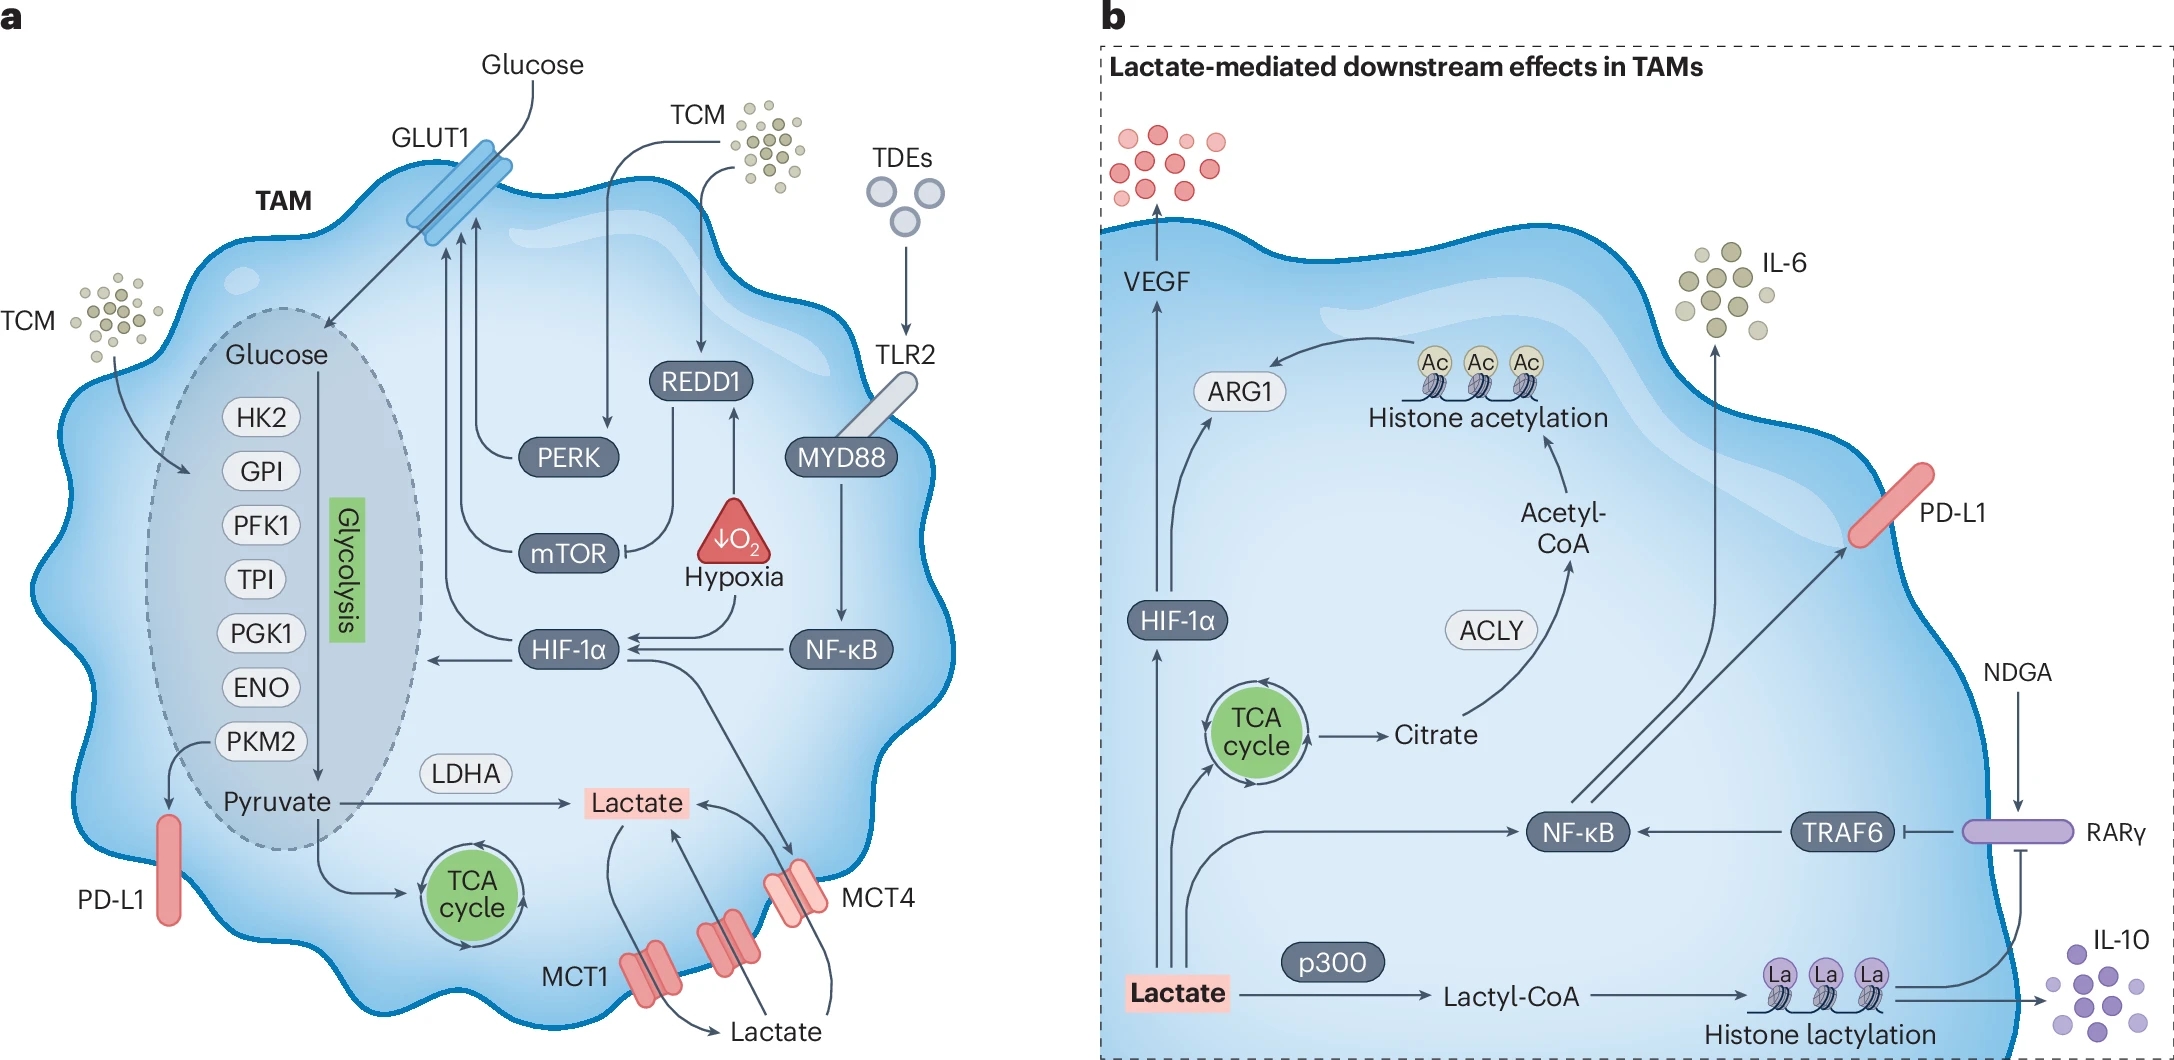 a
Glucose
GLUT1
TCM
TDEs
TAM
TCM
TLR2
Glucose
REDD1
HK2
GPI
PERK
MYD88
PFK1
Glycolysis
mTOR
↓O2
Hypoxia
TPI
PGK1
HIF-1α
NF-κB
ENO
PKM2
LDHA
Pyruvate
Lactate
PD-L1
TCA
cycle
MCT4
MCT1
Lactate
b
Lactate-mediated downstream effects in TAMs
VEGF
IL-6
Ac Ac Ac
ARG1
Histone acetylation
PD-L1
Acetyl-
CoA
HIF-1α
ACLY
NDGA
TCA
cycle
Citrate
NF-κB
TRAF6
RARγ
IL-10
p300
Lactate
Lactyl-CoA
La La La
Histone lactylation